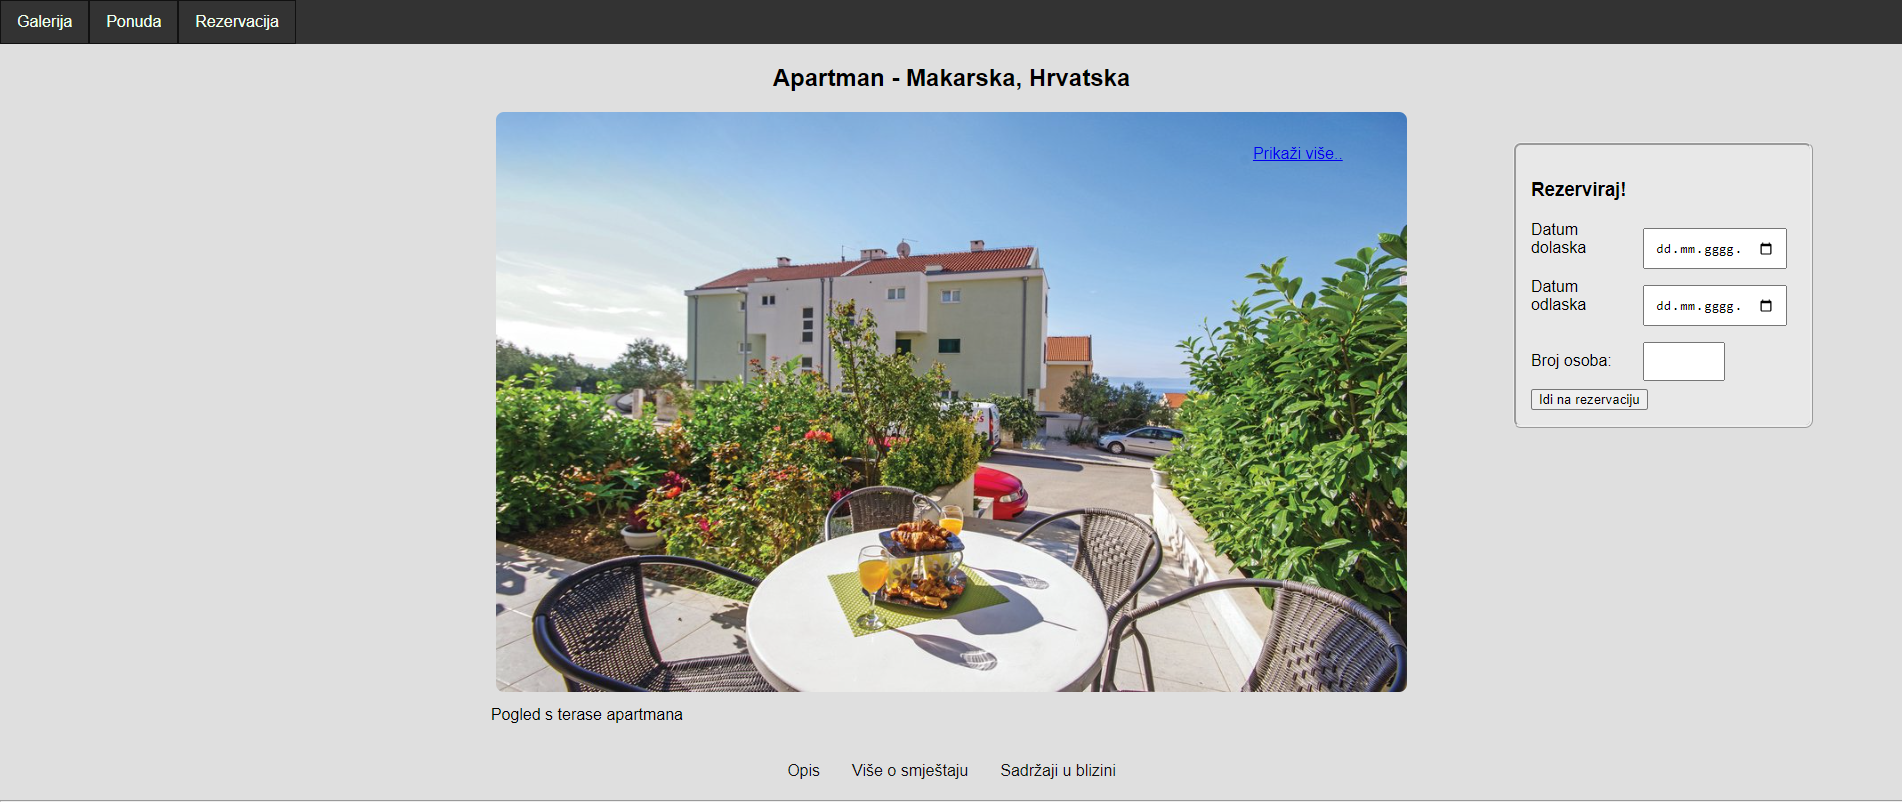 Galerija Ponuda Rezervacija
Apartman - Makarska, Hrvatska
Prikaži više..
Rezerviraj!
Datum
dolaska
dd.mm.gggg.
Datum
odlaska
dd.mm.gggg.
Broj osoba:
Idi na rezervaciju
Pogled s terase apartmana
Opis Više o smještaju Sadržaji u blizini